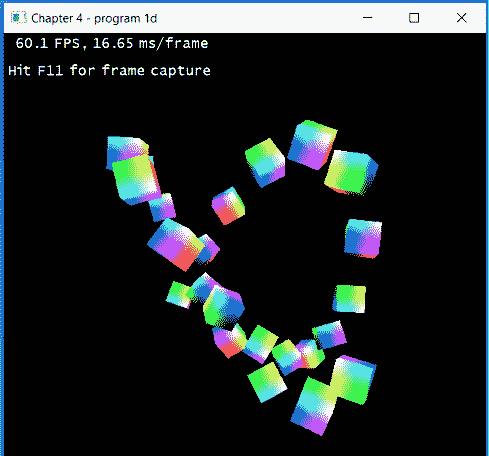 Chapter 4 - program 1d
60.1 FPS, 16.65 ms/frame
Hit F11 for frame capture